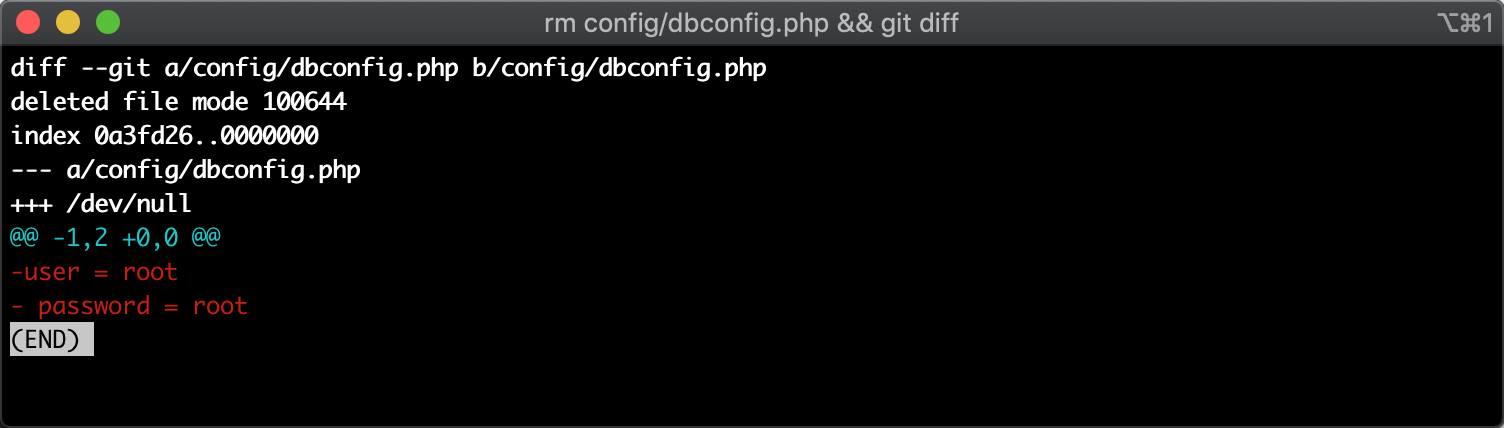 rm config/dbconfig.php && git diff
⌥⌘1
diff --git a/config/dbconfig.php b/config/dbconfig.php
deleted file mode 100644
index 0a3fd26..0000000
--- a/config/dbconfig.php
+++ /dev/null
@@ -1,2 +0,0 @@
-user = root
- password = root
(END)